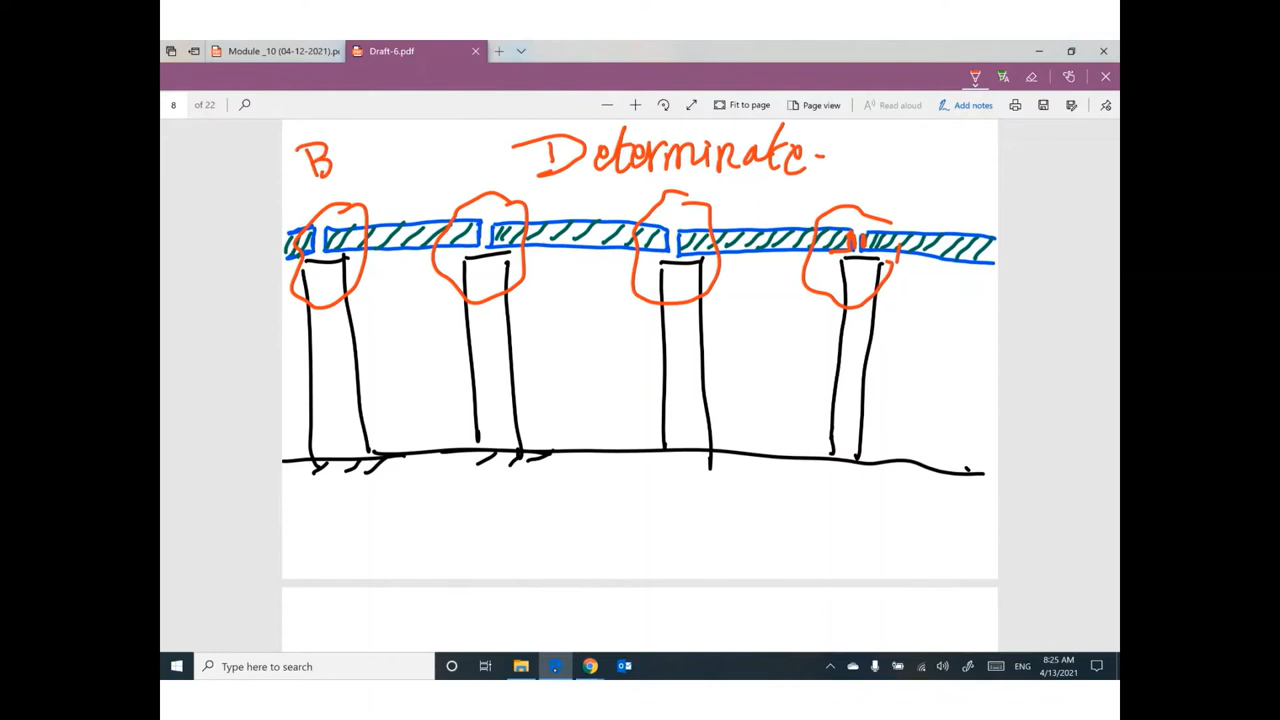 Module _10 (04-12-2021).p
Draft-6.pdf
8 of 22
Fit to page
Page view
Read aloud
Add notes
B
Determinate-
Type here to search
ENG
8:25 AM
4/13/2021